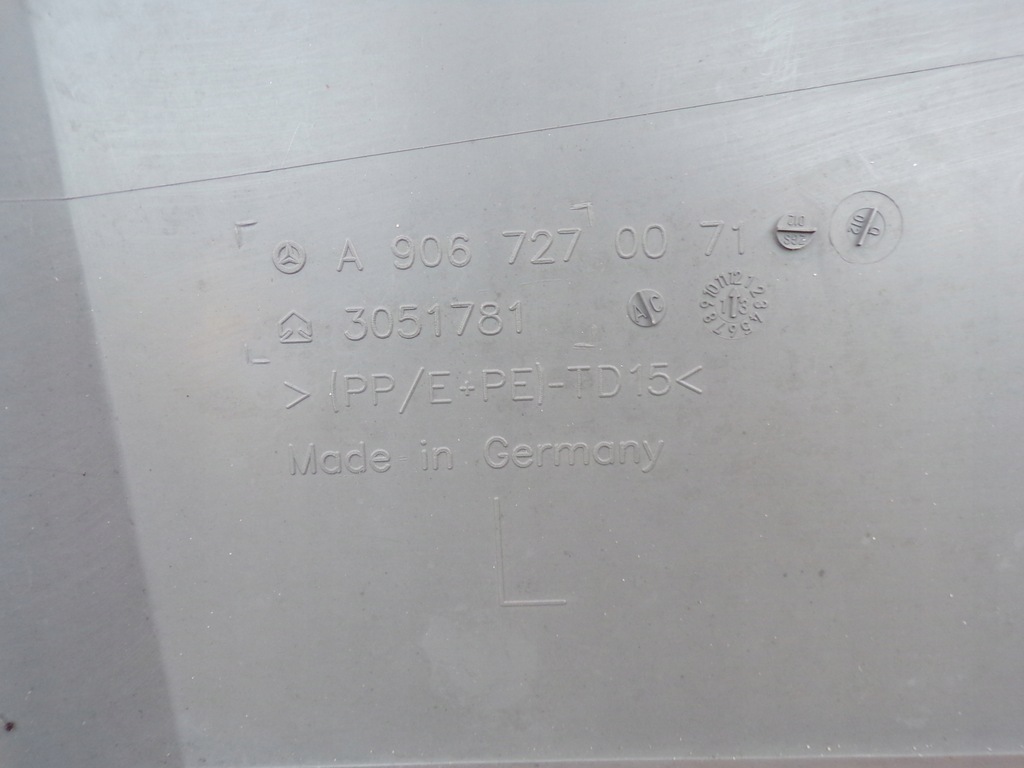 A 906 727 00 71
3051781 A/C
>(PP/E+PE)-TD15<
Made in Germany